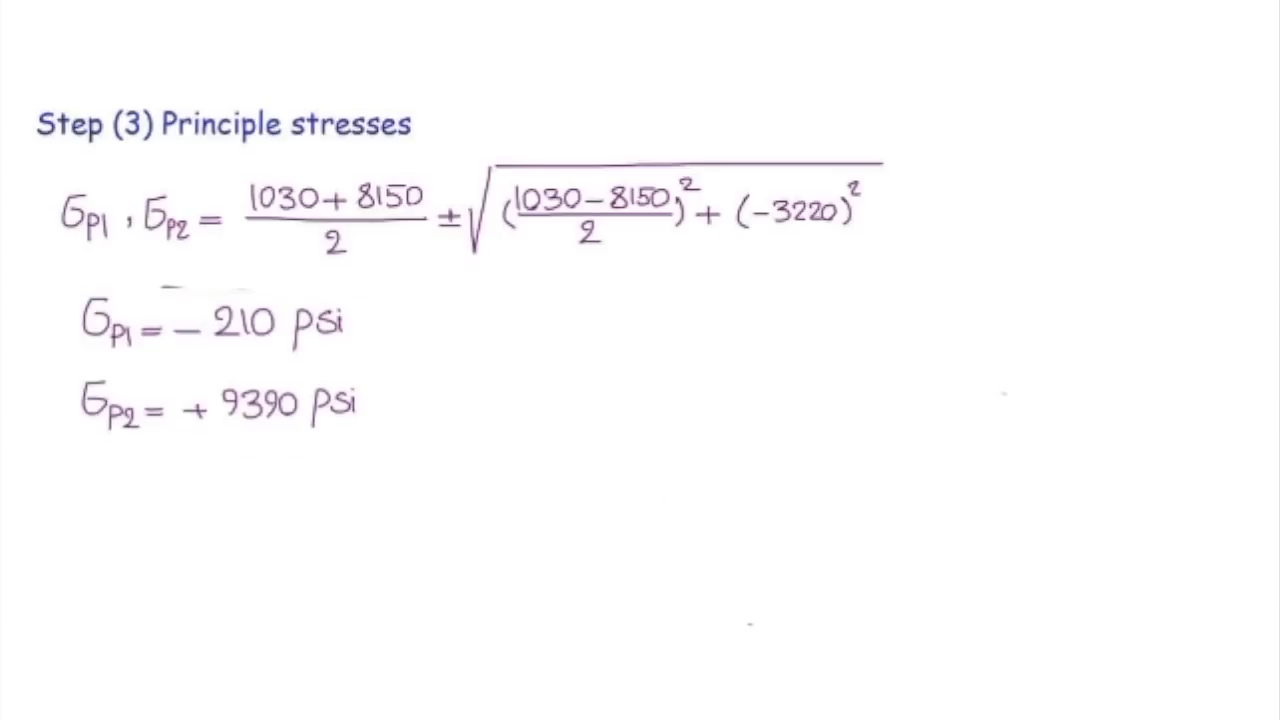 Step (3) Principle stresses
σP1 , σP2 = (1030 + 8150)/2 ± √((1030 − 8150)/2)² + (−3220)²
σP1 = − 210 psi
σP2 = + 9390 psi